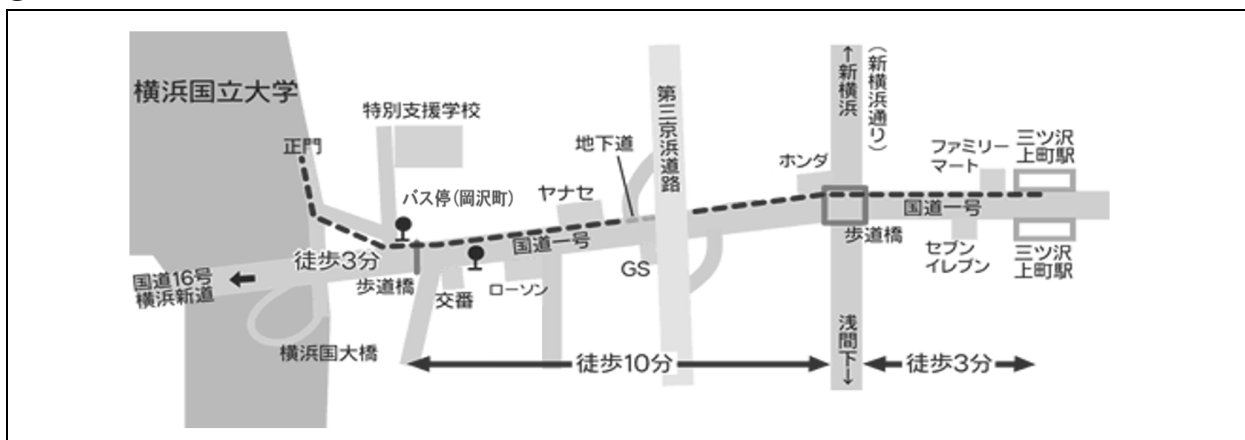 横浜国立大学
正門
特別支援学校
バス停(岡沢町)
地下道
ヤナセ
第三京浜道路
ホンダ
↑新横浜
(新横浜通り)
ファミリー
マート
三ツ沢
上町駅
国道一号
歩道橋
セブン
イレブン
三ツ沢
上町駅
国道一号
GS
徒歩3分
歩道橋
交番
ローソン
国道16号
横浜新道
←
横浜国大橋
徒歩10分
浅間下→
徒歩3分